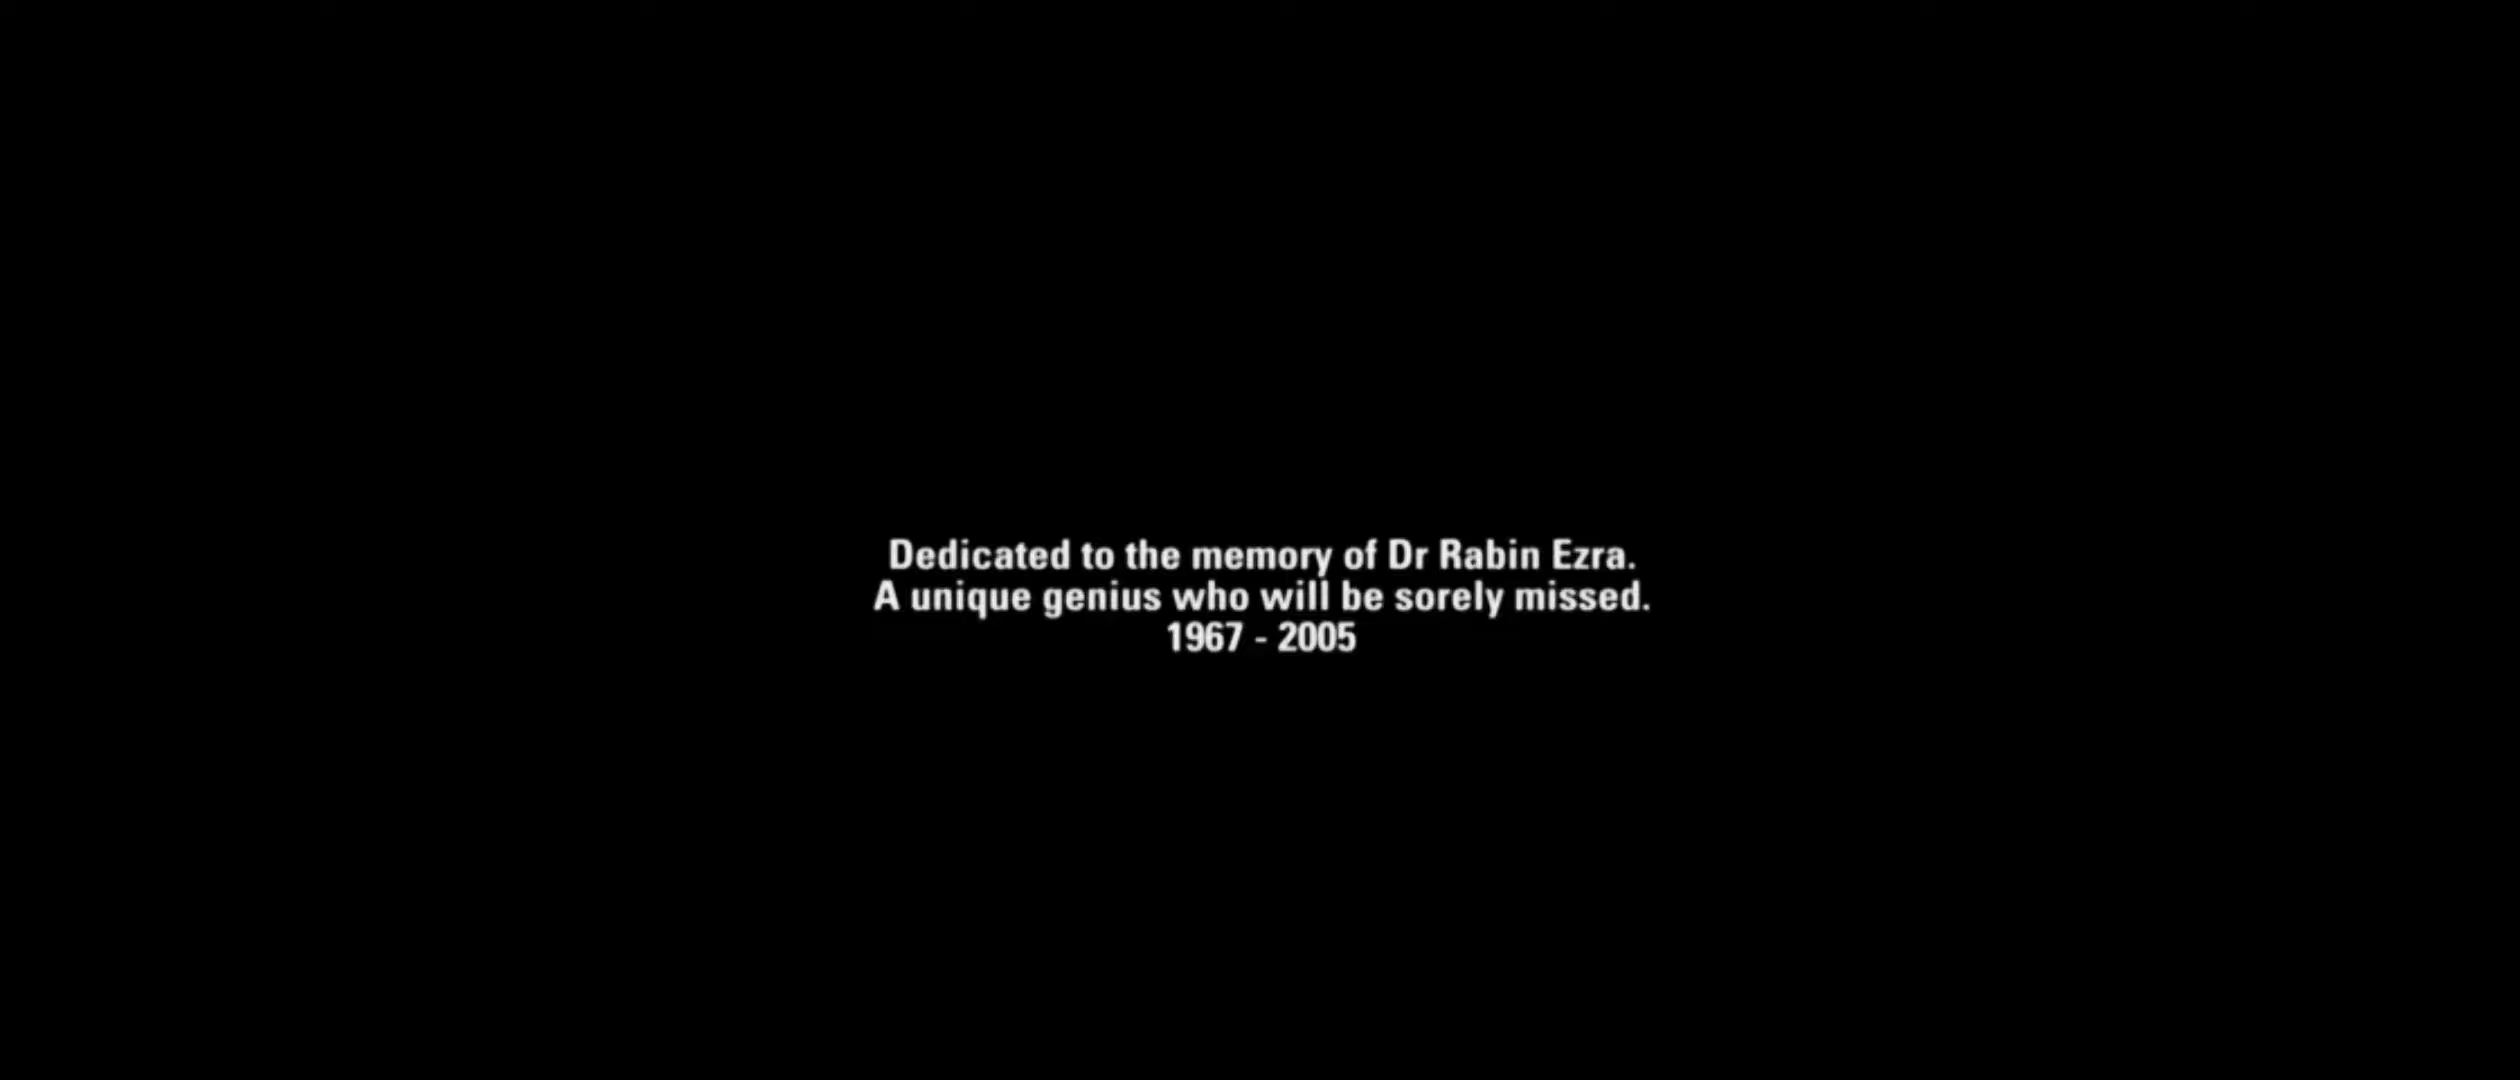 Dedicated to the memory of Dr Rabin Ezra.
A unique genius who will be sorely missed.
1967 - 2005